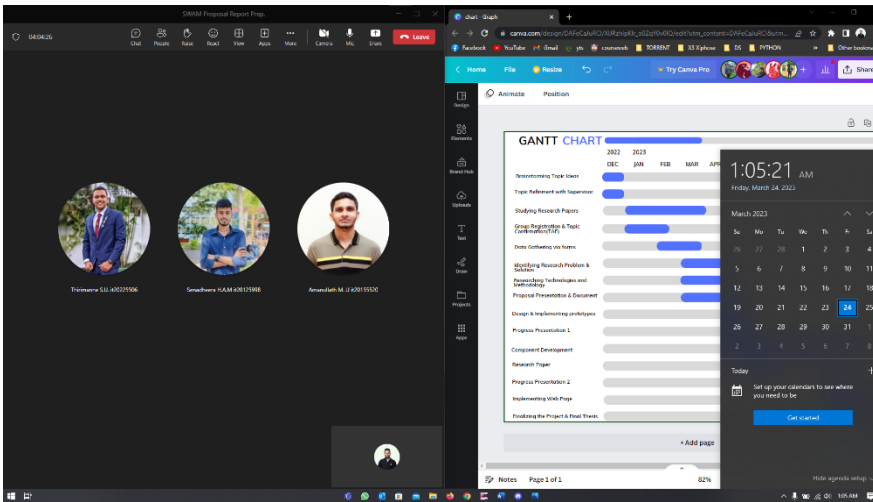 SWAM Proposal Report Prep.
04:04:26
Chat People Raise React View Apps More Camera Mic Share Leave
Thirimanne S.U. it20225506
Senadheera H.A.M it20125998
Amanullath M. U it20155520
chart - Graph
Facebook YouTube Gmail yts coursaweb TORRENT DS PYTHON Other bookma
Home File Resize Try Canva Pro Share
Animate Position
Design
Elements
Brand Hub
Uploads
Text
Draw
Projects
Apps
GANTT CHART
2022 2023
DEC JAN FEB MAR APR
Brainstorming Topic Ideas
Topic Refinement with Supervisor
Studying Research Papers
Group Registration & Topic
Confirmation(TAF)
Data Gathering via forms
Identifying Research Problem &
Solution
Researching Technologies and
Methodology
Proposal Presentation & Document
Design & Implementing prototypes
Progress Presentation 1
Component Development
Research Paper
Progress Presentation 2
Implementing Web Page
Finalizing the Project & Final Thesis
+ Add page
Notes Page 1 of 1 82%
1:05:21 AM
Friday, March 24, 2023
March 2023
Su Mo Tu We Th Fr Sa
26 27 28 1 2 3 4
5 6 7 8 9 10 11
12 13 14 15 16 17 18
19 20 21 22 23 24 25
26 27 28 29 30 31 1
2 3 4 5 6 7 8
Today
Set up your calendars to see where
you need to be
Get started
Hide agenda setup
1:05 AM